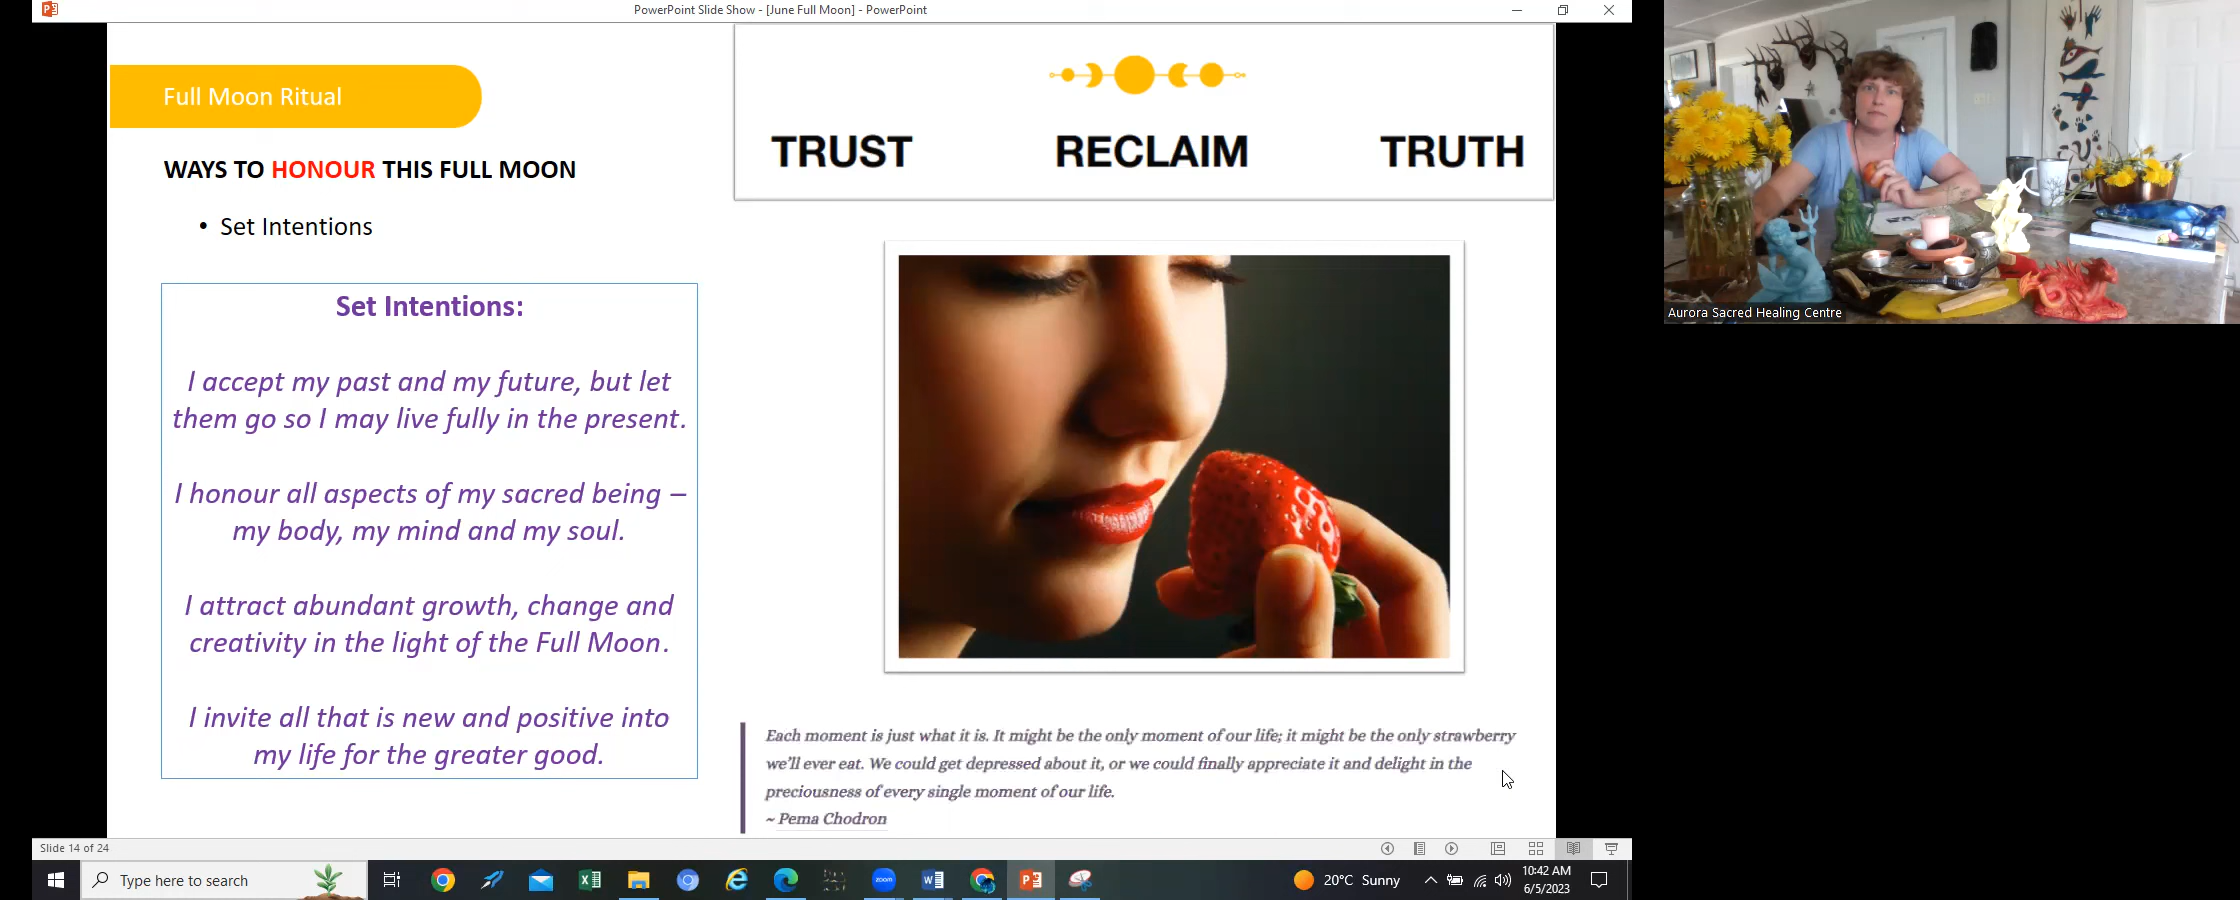 PowerPoint Slide Show - [June Full Moon] - PowerPoint
Full Moon Ritual
WAYS TO HONOUR THIS FULL MOON
• Set Intentions
Set Intentions:
I accept my past and my future, but let
them go so I may live fully in the present.
I honour all aspects of my sacred being –
my body, my mind and my soul.
I attract abundant growth, change and
creativity in the light of the Full Moon.
I invite all that is new and positive into
my life for the greater good.
TRUST RECLAIM TRUTH
Each moment is just what it is. It might be the only moment of our life; it might be the only strawberry
we'll ever eat. We could get depressed about it, or we could finally appreciate it and delight in the
preciousness of every single moment of our life.
~ Pema Chodron
Aurora Sacred Healing Centre
Slide 14 of 24
Type here to search
zoom
20°C Sunny
10:42 AM
6/5/2023